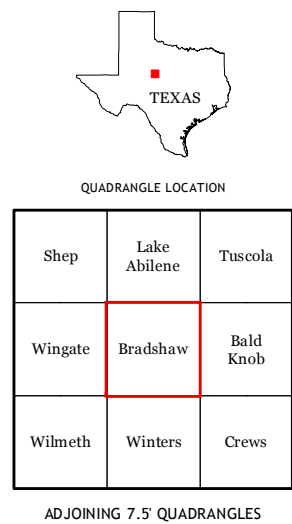 TEXAS
QUADRANGLE LOCATION
Shep
Lake
Abilene
Tuscola
Wingate
Bradshaw
Bald
Knob
Wilmeth
Winters
Crews
ADJOINING 7.5' QUADRANGLES